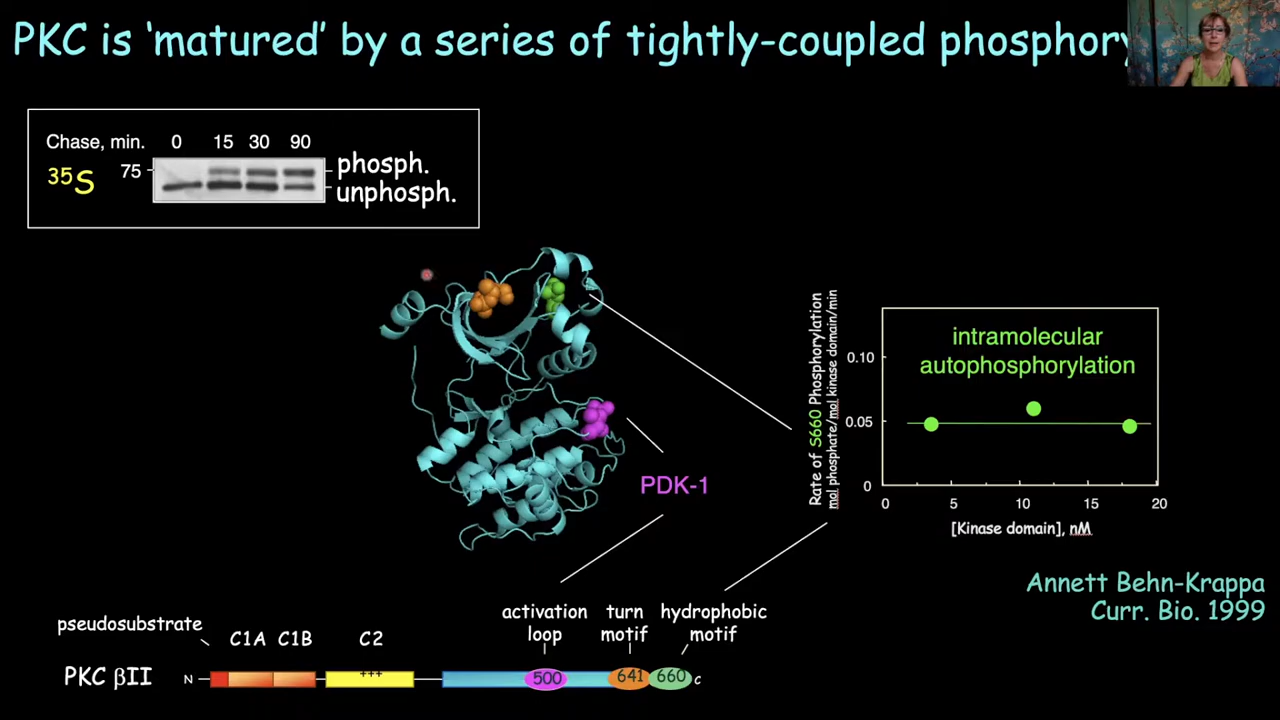 PKC is ‘matured’ by a series of tightly-coupled phosphory
Chase, min. 0 15 30 90
35S
75
phosph.
unphosph.
PDK-1
Rate of S660 Phosphorylation
mol phosphate/mol kinase domain/min
0.10
0.05
0
intramolecular
autophosphorylation
0 5 10 15 20
[Kinase domain], nM
Annett Behn-Krappa
Curr. Bio. 1999
activation
loop
turn
motif
hydrophobic
motif
pseudosubstrate
C1A C1B C2
+++
PKC βII N 500 641 660 c